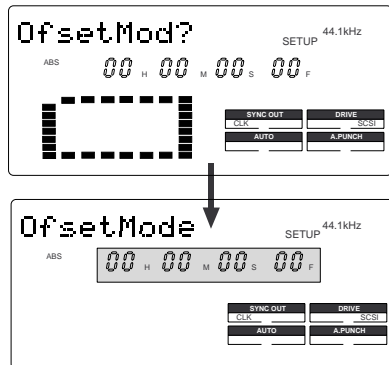 OfsetMod?
SETUP 44.1kHz
ABS 00 H 00 M 00 S 00 F
SYNC OUT DRIVE
CLK SCSI
AUTO A.PUNCH
OfsetMode
SETUP 44.1kHz
ABS 00 H 00 M 00 S 00 F
SYNC OUT DRIVE
CLK SCSI
AUTO A.PUNCH